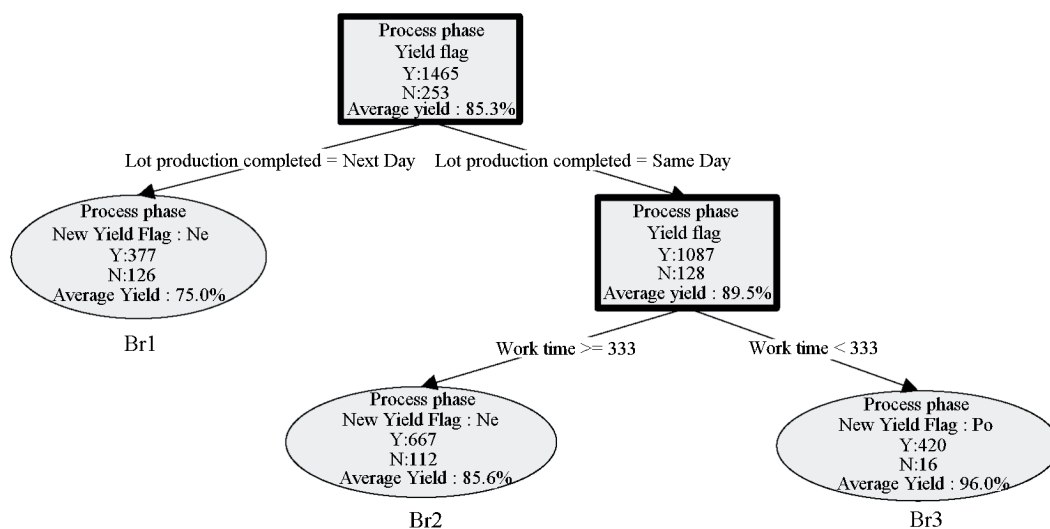 Process phase
Yield flag
Y:1465
N:253
Average yield : 85.3%
Lot production completed = Next Day
Lot production completed = Same Day
Process phase
New Yield Flag : Ne
Y:377
N:126
Average Yield : 75.0%
Br1
Process phase
Yield flag
Y:1087
N:128
Average yield : 89.5%
Work time >= 333
Work time < 333
Process phase
New Yield Flag : Ne
Y:667
N:112
Average Yield : 85.6%
Br2
Process phase
New Yield Flag : Po
Y:420
N:16
Average Yield : 96.0%
Br3